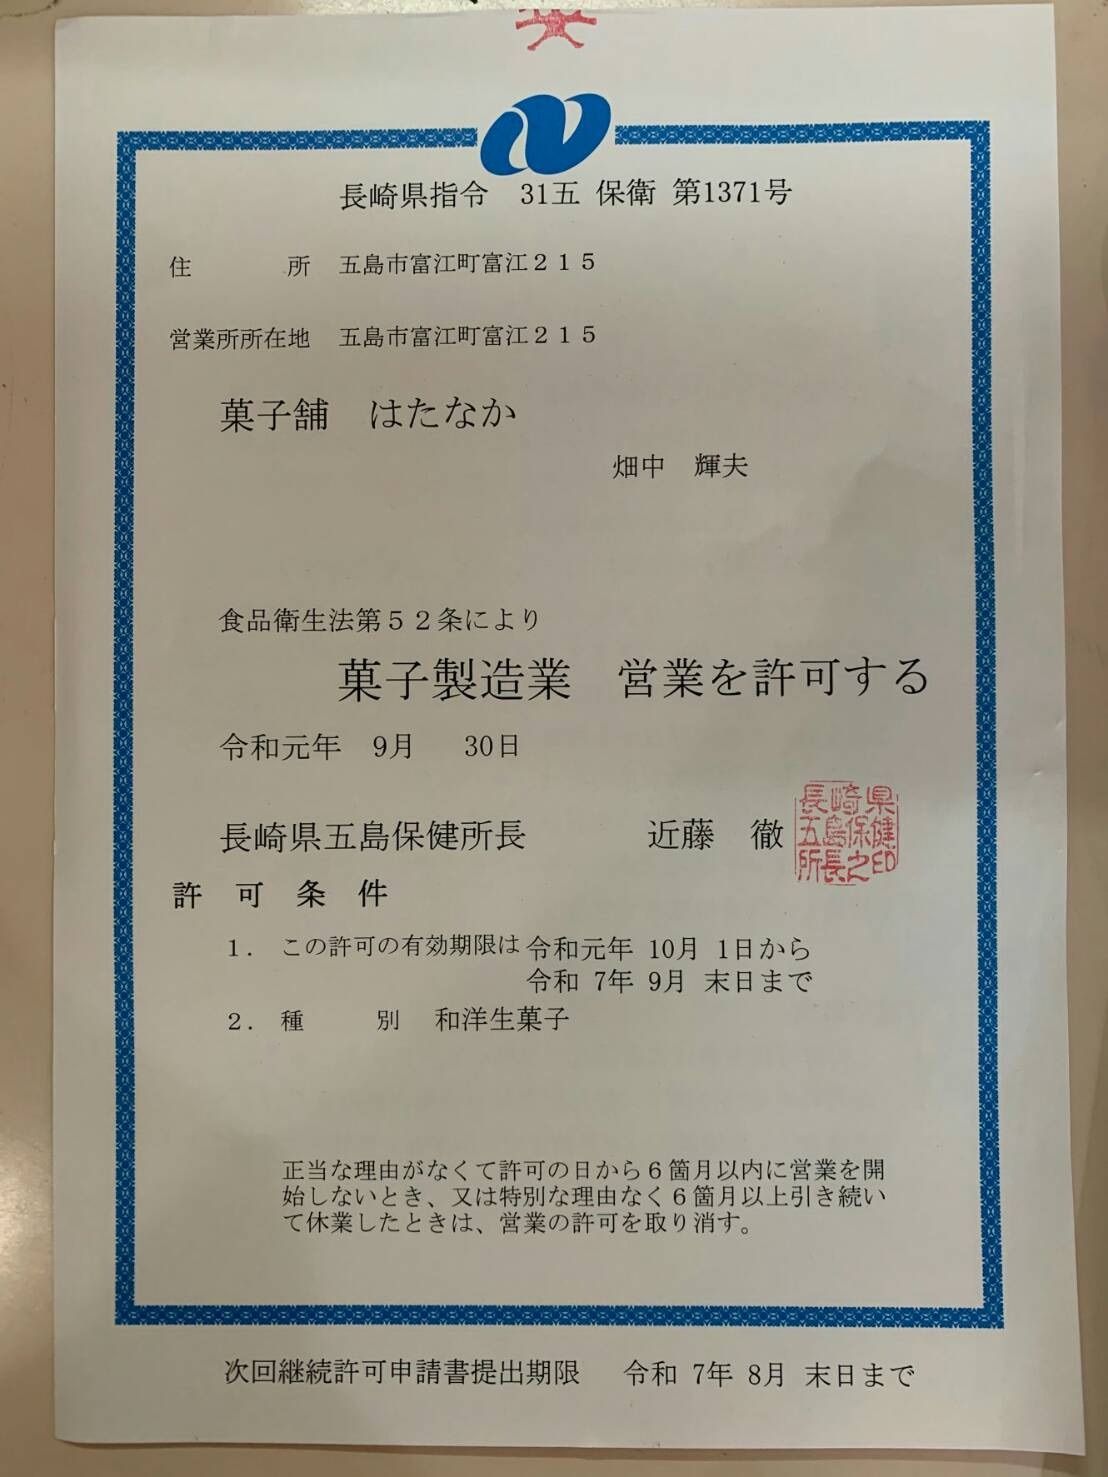 長崎県指令 31五 保衛 第1371号
住 所 五島市富江町富江215
営業所所在地 五島市富江町富江215
菓子舗 はたなか
畑中 輝夫
食品衛生法第52条により
菓子製造業 営業を許可する
令和元年 9月 30日
長崎県五島保健所長 近藤 徹
長崎県
五島保健
所長之印
許可条件
1. この許可の有効期限は 令和元年 10月 1日から
令和 7年 9月 末日まで
2. 種 別 和洋生菓子
正当な理由がなくて許可の日から6箇月以内に営業を開
始しないとき、又は特別な理由なく6箇月以上引き続い
て休業したときは、営業の許可を取り消す。
次回継続許可申請書提出期限 令和 7年 8月 末日まで